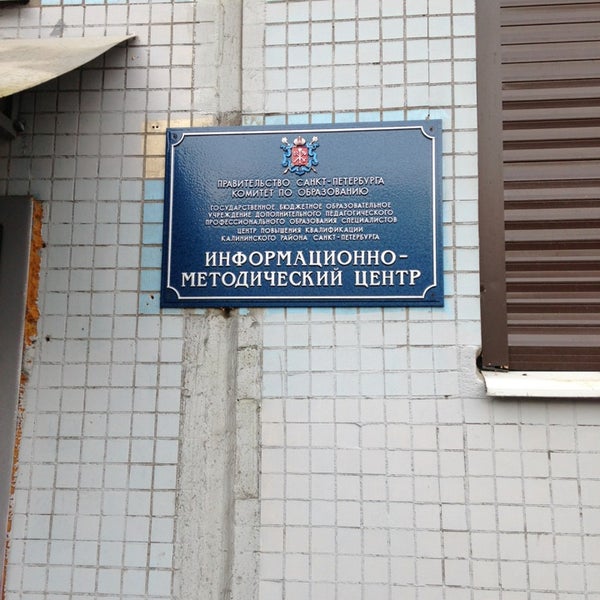 ПРАВИТЕЛЬСТВО САНКТ-ПЕТЕРБУРГА
КОМИТЕТ ПО ОБРАЗОВАНИЮ
ГОСУДАРСТВЕННОЕ БЮДЖЕТНОЕ ОБРАЗОВАТЕЛЬНОЕ
УЧРЕЖДЕНИЕ ДОПОЛНИТЕЛЬНОГО ПЕДАГОГИЧЕСКОГО
ПРОФЕССИОНАЛЬНОГО ОБРАЗОВАНИЯ СПЕЦИАЛИСТОВ
ЦЕНТР ПОВЫШЕНИЯ КВАЛИФИКАЦИИ
КАЛИНИНСКОГО РАЙОНА САНКТ-ПЕТЕРБУРГА
ИНФОРМАЦИОННО-
МЕТОДИЧЕСКИЙ ЦЕНТР